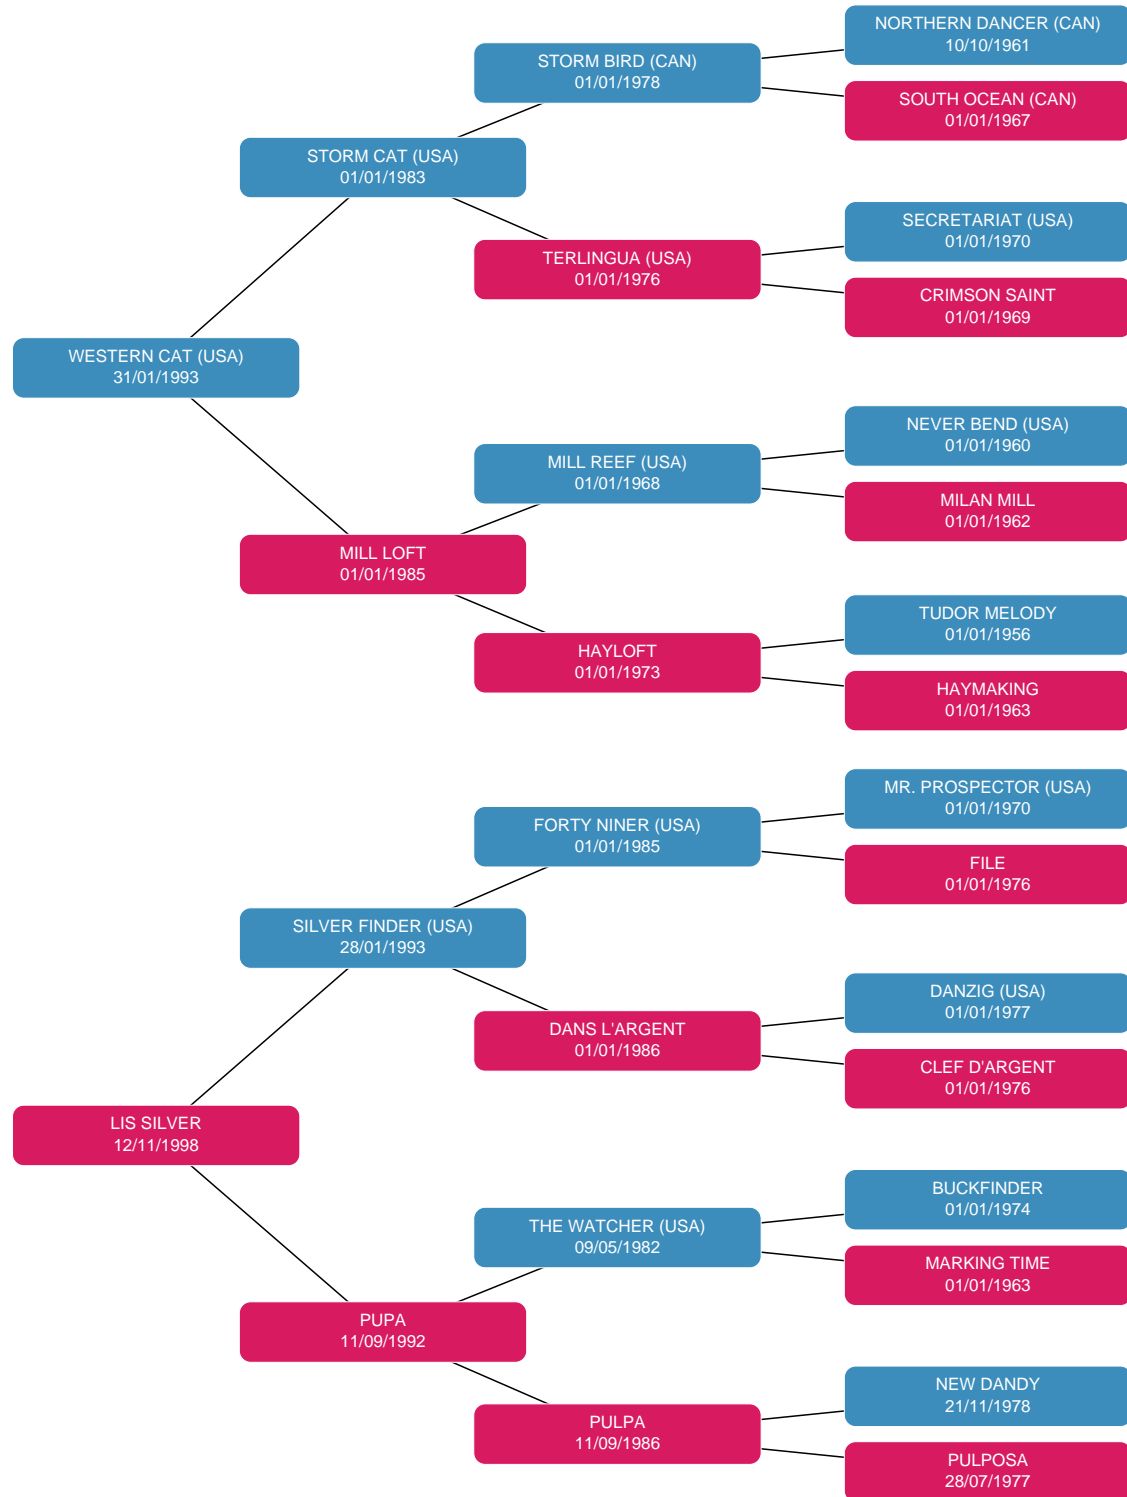 NORTHERN DANCER (CAN)
10/10/1961
STORM BIRD (CAN)
01/01/1978
SOUTH OCEAN (CAN)
01/01/1967
STORM CAT (USA)
01/01/1983
SECRETARIAT (USA)
01/01/1970
TERLINGUA (USA)
01/01/1976
CRIMSON SAINT
01/01/1969
WESTERN CAT (USA)
31/01/1993
NEVER BEND (USA)
01/01/1960
MILL REEF (USA)
01/01/1968
MILAN MILL
01/01/1962
MILL LOFT
01/01/1985
TUDOR MELODY
01/01/1956
HAYLOFT
01/01/1973
HAYMAKING
01/01/1963
MR. PROSPECTOR (USA)
01/01/1970
FORTY NINER (USA)
01/01/1985
FILE
01/01/1976
SILVER FINDER (USA)
28/01/1993
DANZIG (USA)
01/01/1977
DANS L'ARGENT
01/01/1986
CLEF D'ARGENT
01/01/1976
LIS SILVER
12/11/1998
BUCKFINDER
01/01/1974
THE WATCHER (USA)
09/05/1982
MARKING TIME
01/01/1963
PUPA
11/09/1992
NEW DANDY
21/11/1978
PULPA
11/09/1986
PULPOSA
28/07/1977